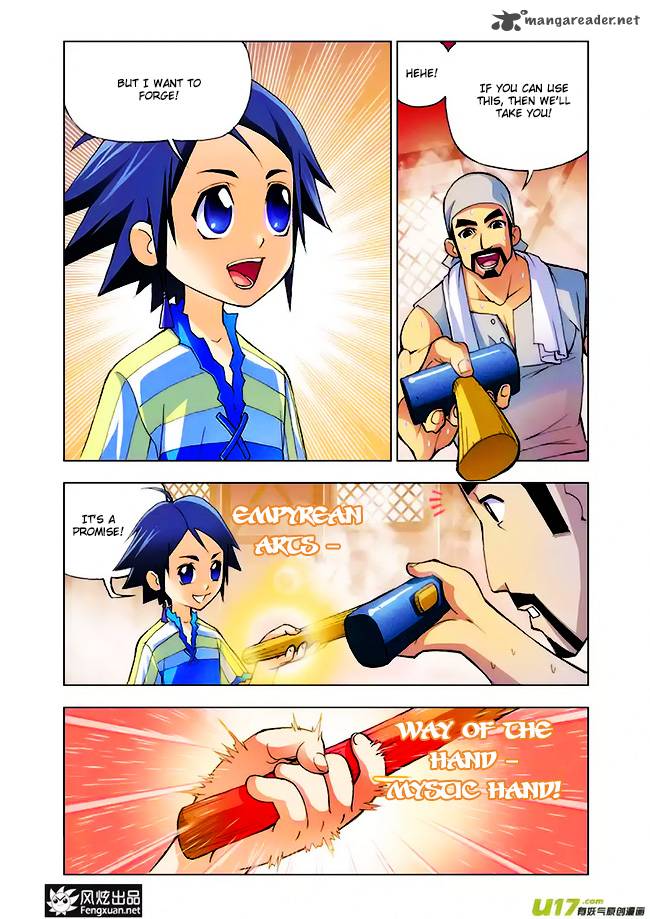 mangareader.net
BUT I WANT TO
FORGE!
HEHE!
IF YOU CAN USE
THIS, THEN WE'LL
TAKE YOU!
IT'S A
PROMISE!
EMPYREAN
ARTS –
WAY OF THE
HAND –
MYSTIC HAND!
风炫出品
Fengxuan.net
U17.com
有妖气原创漫画